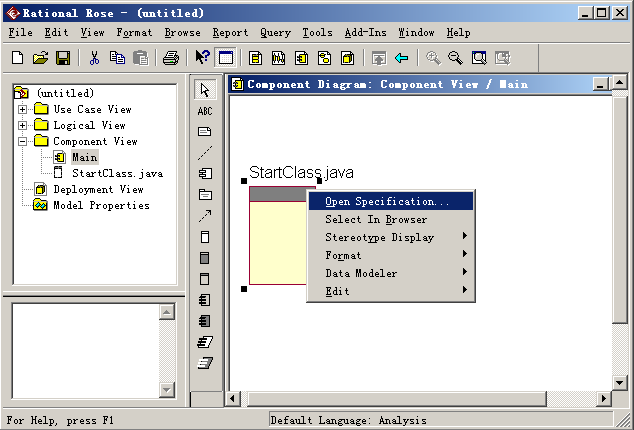 Rational Rose - (untitled)
File Edit View Format Browse Report Query Tools Add-Ins Window Help
(untitled)
Use Case View
Logical View
Component View
Main
StartClass.java
Deployment View
Model Properties
ABC
Component Diagram: Component View / Main
StartClass.java
Open Specification...
Select In Browser
Stereotype Display
Format
Data Modeler
Edit
For Help, press F1
Default Language: Analysis